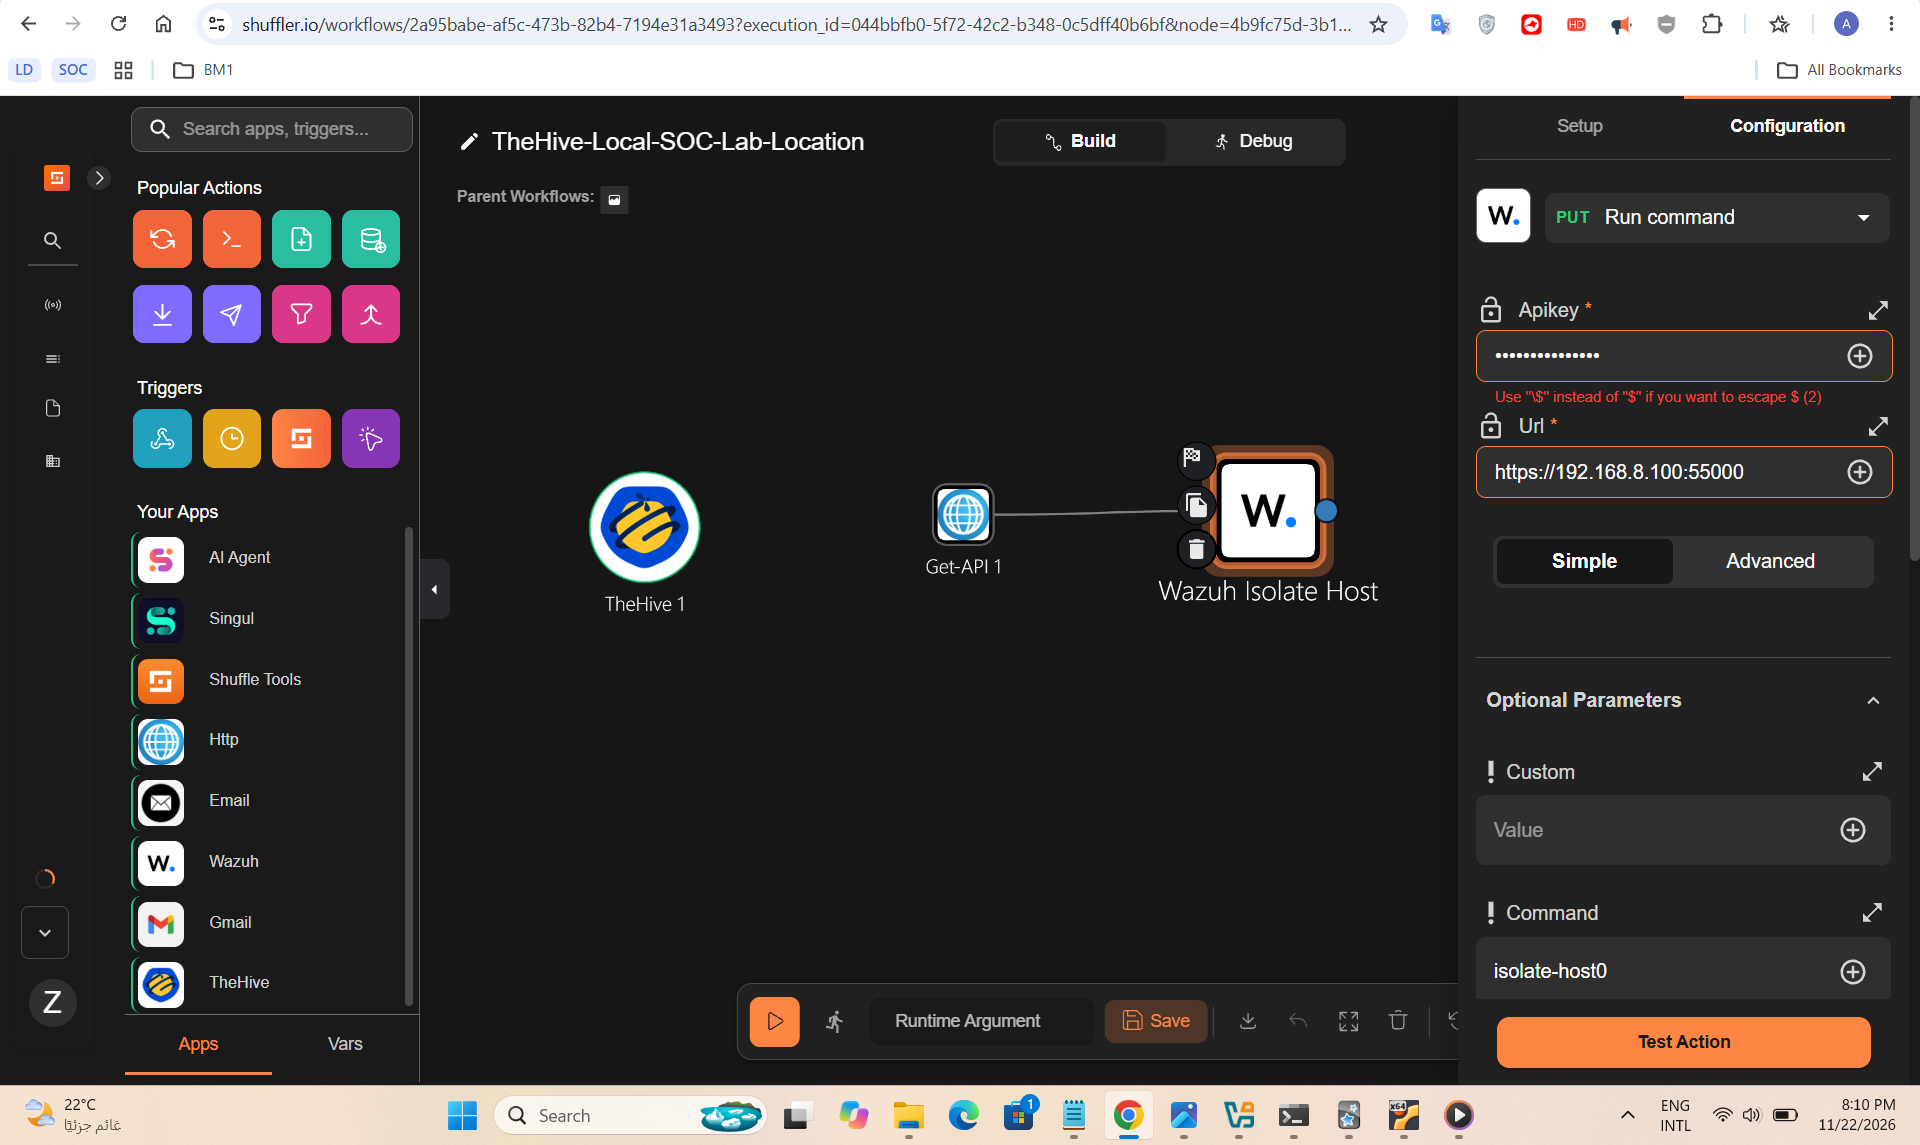 shuffler.io/workflows/2a95babe-af5c-473b-82b4-7194e31a3493?execution_id=044bbfb0-5f72-42c2-b348-0c5dff40b6bf&node=4b9fc75d-3b1...
HD
A
LD
SOC
BM1
All Bookmarks
Search apps, triggers...
Popular Actions
Triggers
Your Apps
AI Agent
Singul
Shuffle Tools
Http
Email
W.
Wazuh
Gmail
TheHive
Z
Apps
Vars
TheHive-Local-SOC-Lab-Location
Build
Debug
Parent Workflows:
TheHive 1
Get-API 1
W.
Wazuh Isolate Host
Runtime Argument
Save
Setup
Configuration
W.
PUT Run command
Apikey *
•••••••••••••••
Use "\$" instead of "$" if you want to escape $ (2)
Url *
https://192.168.8.100:55000
Simple
Advanced
Optional Parameters
Custom
Value
Command
isolate-host0
Test Action
22°C
غائم جزئيًا
Search
1
x64
ENG
INTL
8:10 PM
11/22/2026